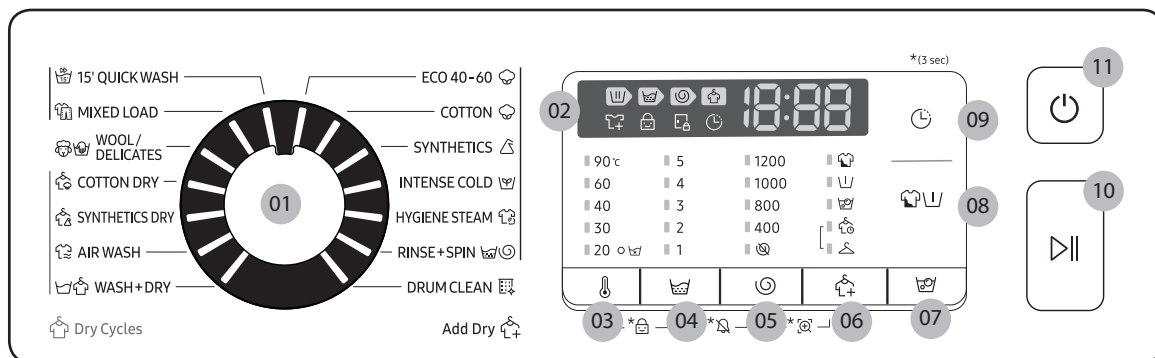 *(3 sec)
11
15' QUICK WASH
ECO 40-60
02
18:88
09
MIXED LOAD
COTTON
WOOL/
DELICATES
SYNTHETICS
90℃ 5 1200
COTTON DRY
01
INTENSE COLD
60 4 1000
08
10
SYNTHETICS DRY
HYGIENE STEAM
40 3 800
30 2 400
AIR WASH
RINSE+SPIN
20 1
WASH+DRY
DRUM CLEAN
Dry Cycles
Add Dry
03 * 04 * 05 * 06 07